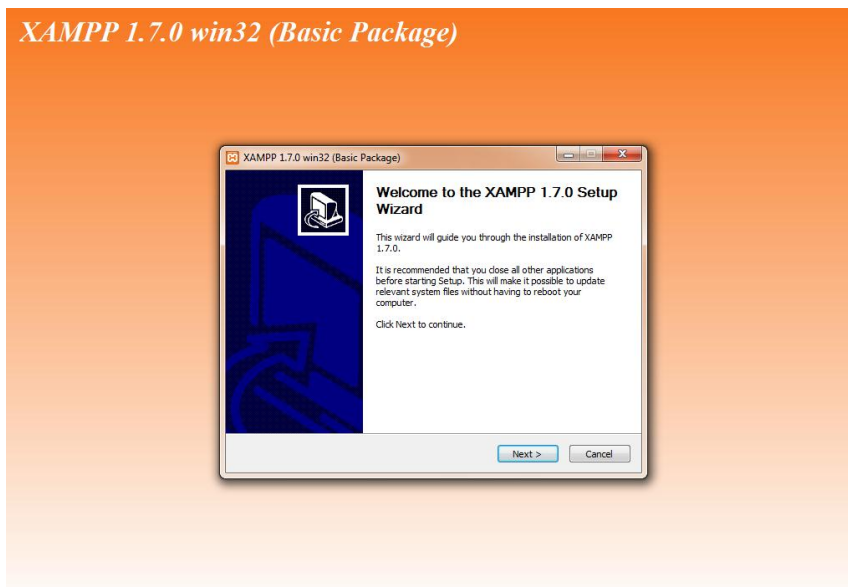 XAMPP 1.7.0 win32 (Basic Package)
XAMPP 1.7.0 win32 (Basic Package)
Welcome to the XAMPP 1.7.0 Setup
Wizard
This wizard will guide you through the installation of XAMPP
1.7.0.
It is recommended that you close all other applications
before starting Setup. This will make it possible to update
relevant system files without having to reboot your
computer.
Click Next to continue.
Next >
Cancel